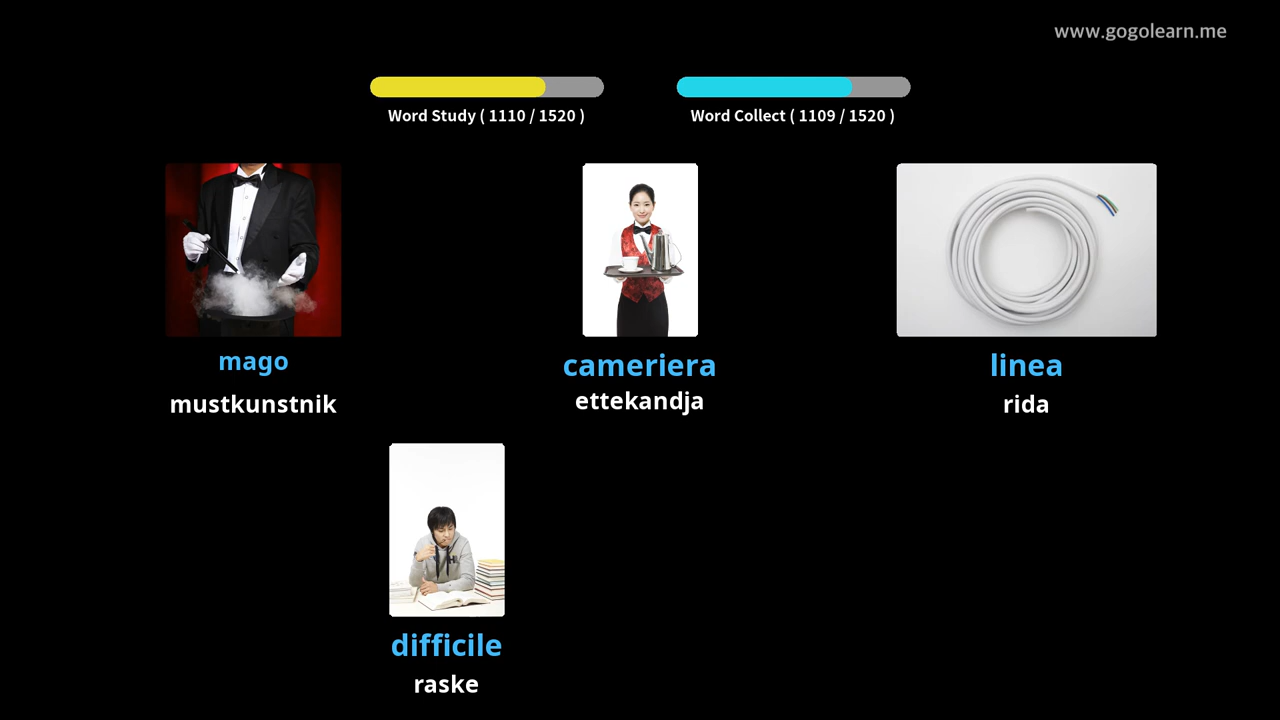 www.gogolearn.me
Word Study ( 1110 / 1520 )
Word Collect ( 1109 / 1520 )
mago
mustkunstnik
cameriera
ettekandja
linea
rida
difficile
raske